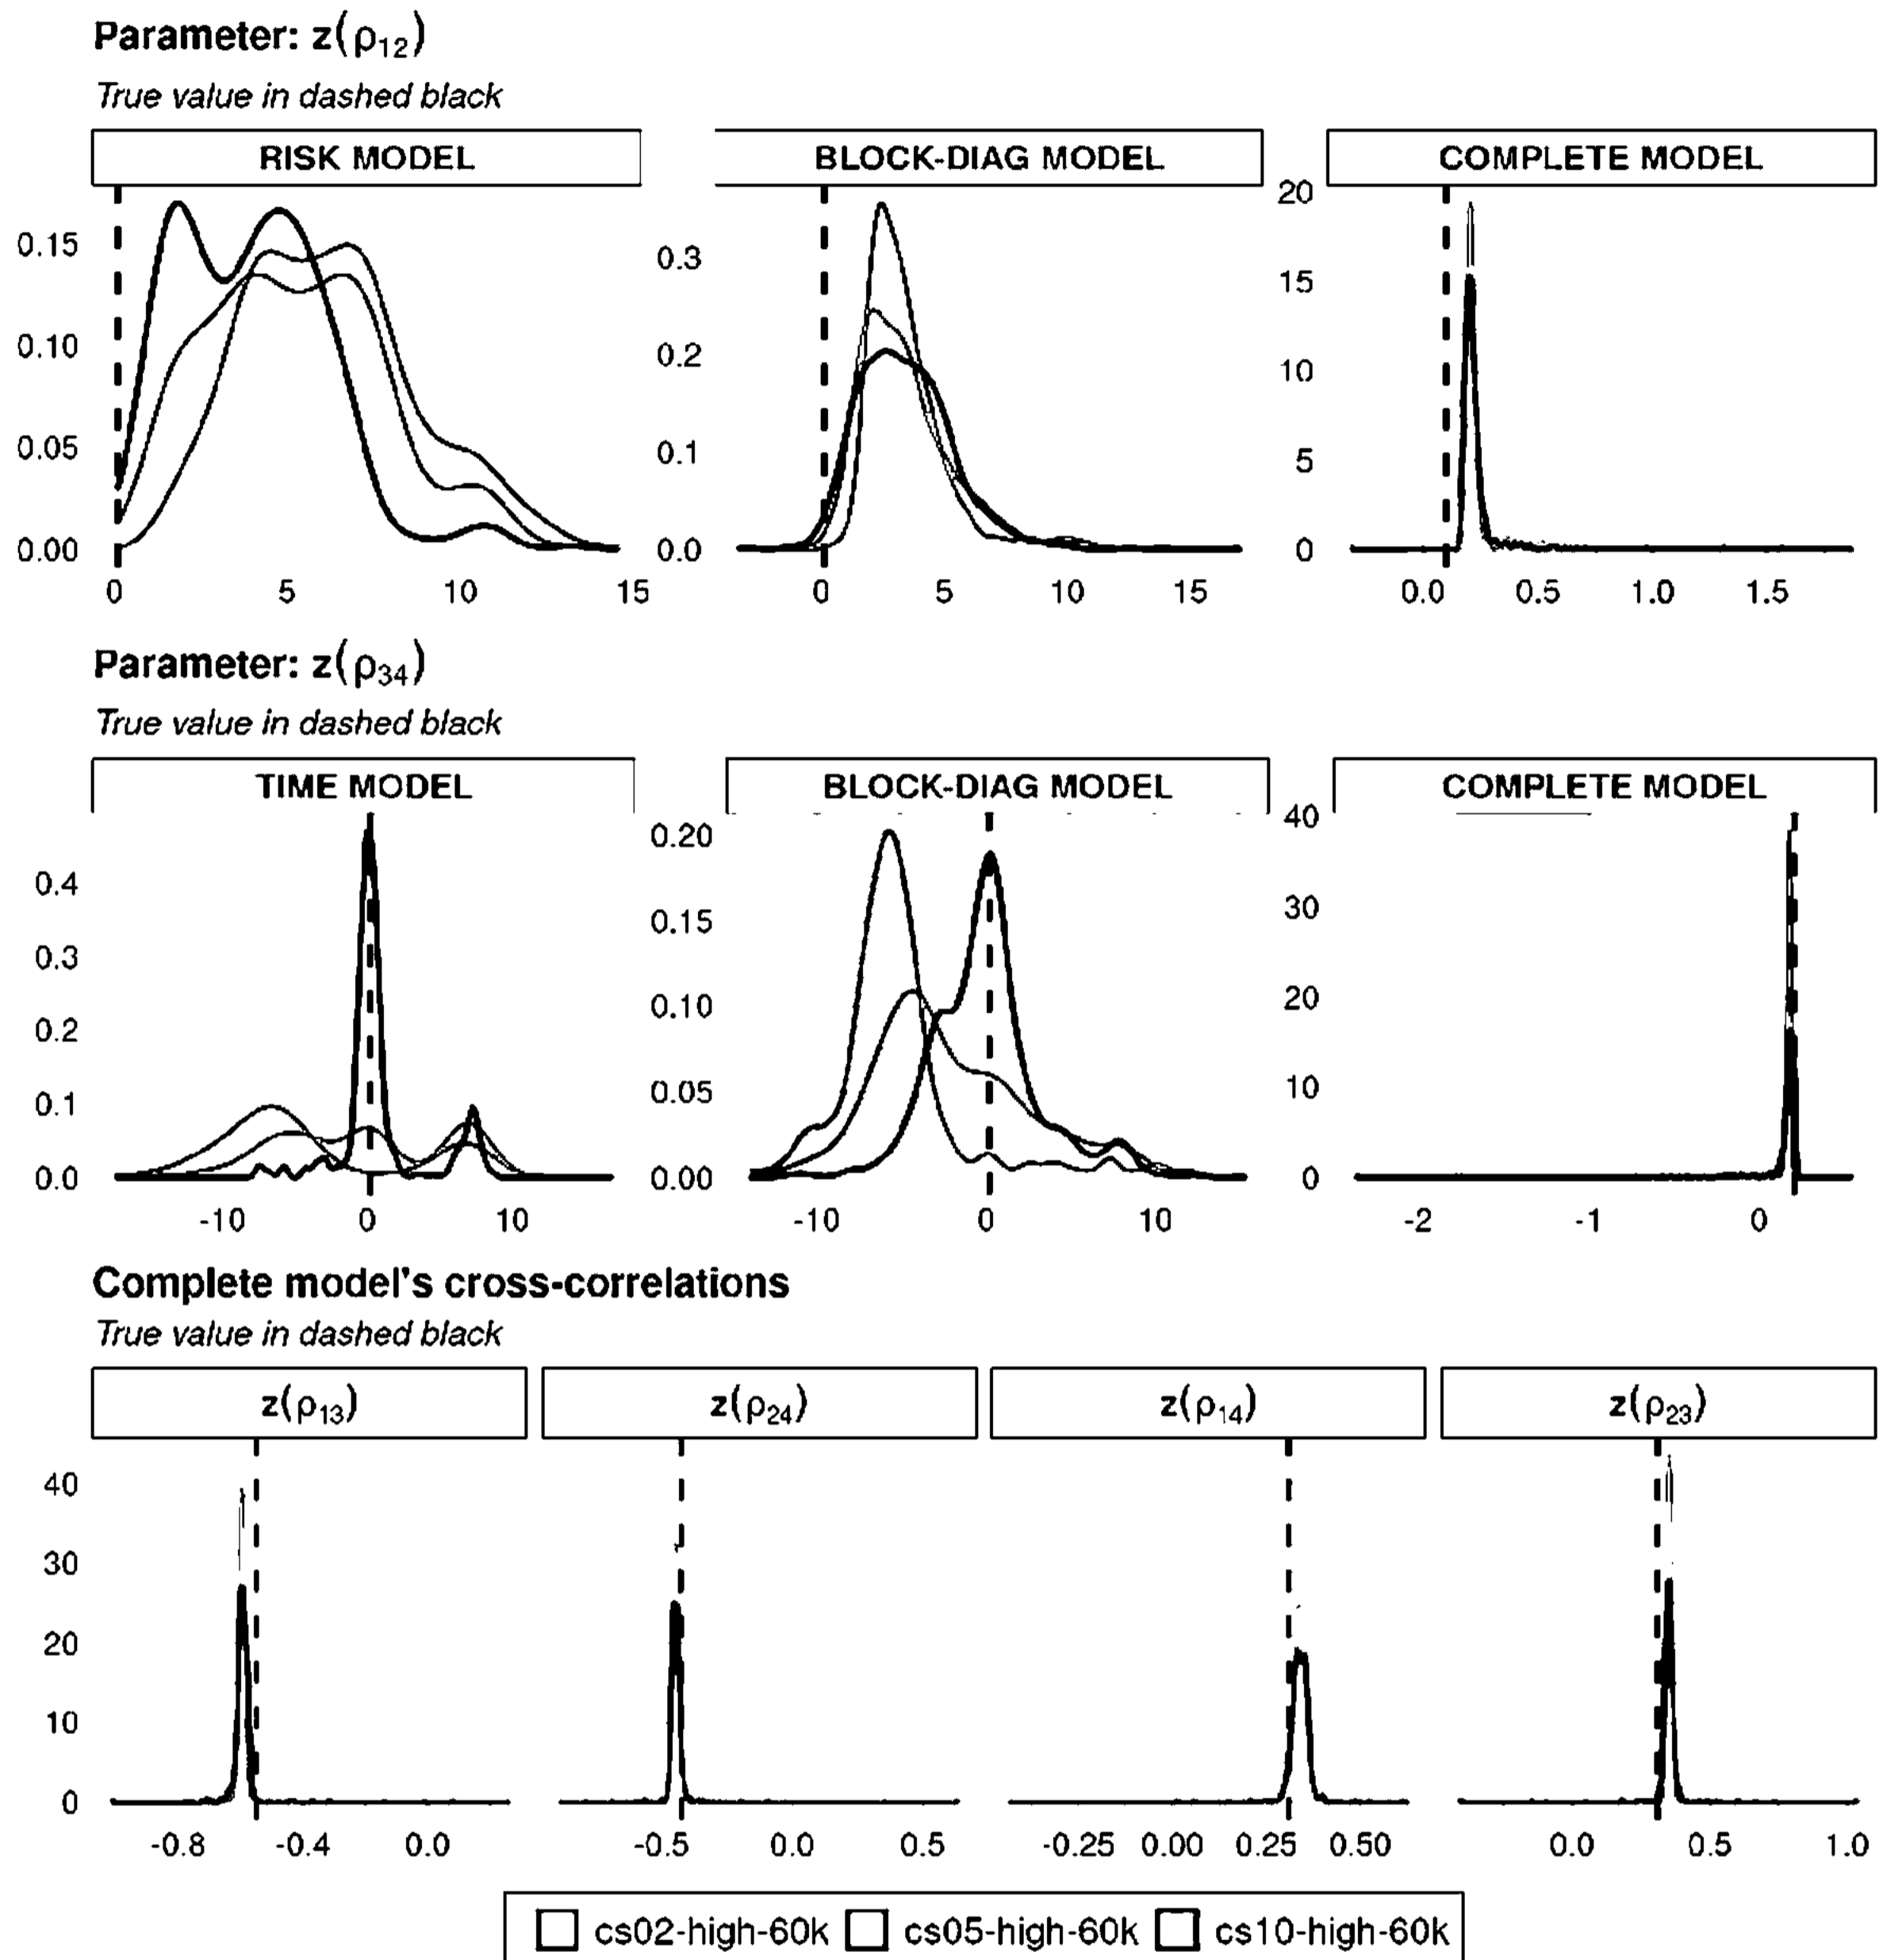 Parameter: z(ρ12)
True value in dashed black
RISK MODEL BLOCK-DIAG MODEL COMPLETE MODEL
0.15
0.10
0.05
0.00
0 5 10 15
0.3
0.2
0.1
0.0
0 5 10 15
20
15
10
5
0
0.0 0.5 1.0 1.5
Parameter: z(ρ34)
True value in dashed black
TIME MODEL BLOCK-DIAG MODEL COMPLETE MODEL
0.4
0.3
0.2
0.1
0.0
-10 0 10
0.20
0.15
0.10
0.05
0.00
-10 0 10
40
30
20
10
0
-2 -1 0
Complete model's cross-correlations
True value in dashed black
z(ρ13) z(ρ24) z(ρ14) z(ρ23)
40
30
20
10
0
-0.8 -0.4 0.0
-0.5 0.0 0.5
-0.25 0.00 0.25 0.50
0.0 0.5 1.0
cs02-high-60k cs05-high-60k cs10-high-60k